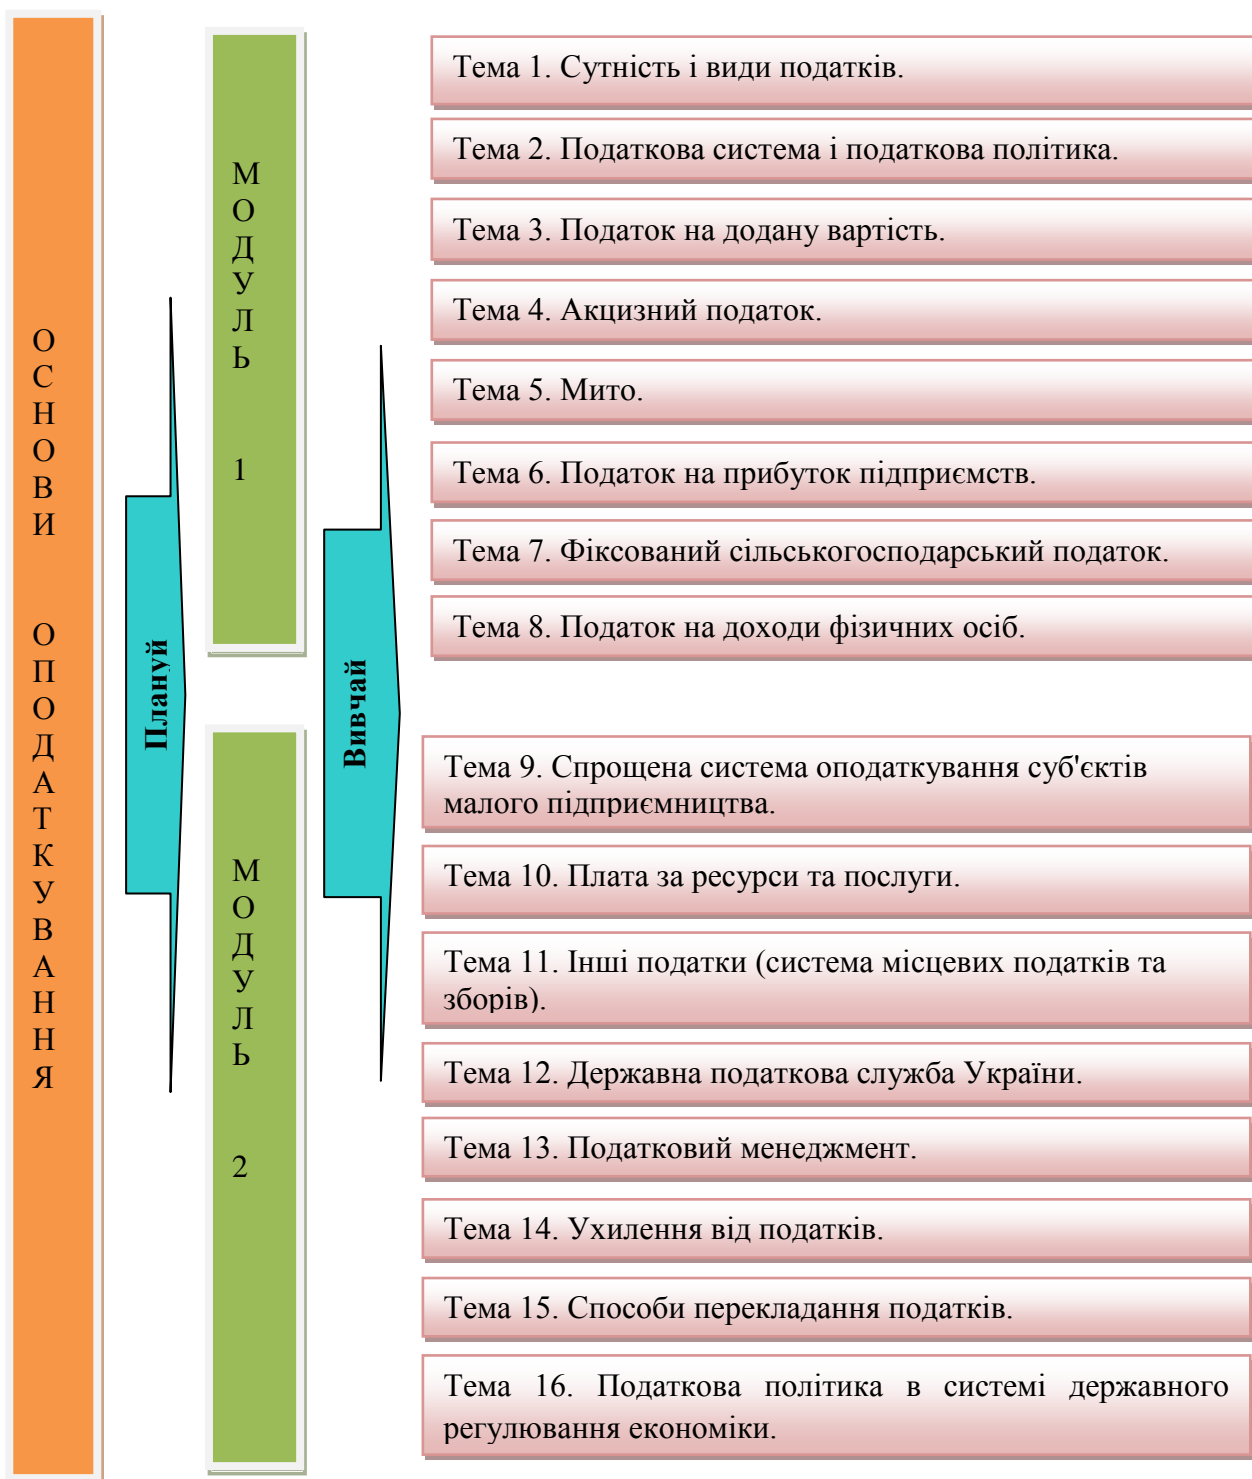 ОСНОВИ ОПОДАТКУВАННЯ
Плануй
МОДУЛЬ 1
Вивчай
Тема 1. Сутність і види податків.
Тема 2. Податкова система і податкова політика.
Тема 3. Податок на додану вартість.
Тема 4. Акцизний податок.
Тема 5. Мито.
Тема 6. Податок на прибуток підприємств.
Тема 7. Фіксований сільськогосподарський податок.
Тема 8. Податок на доходи фізичних осіб.
МОДУЛЬ 2
Тема 9. Спрощена система оподаткування суб'єктів
малого підприємництва.
Тема 10. Плата за ресурси та послуги.
Тема 11. Інші податки (система місцевих податків та
зборів).
Тема 12. Державна податкова служба України.
Тема 13. Податковий менеджмент.
Тема 14. Ухилення від податків.
Тема 15. Способи перекладання податків.
Тема 16. Податкова політика в системі державного
регулювання економіки.